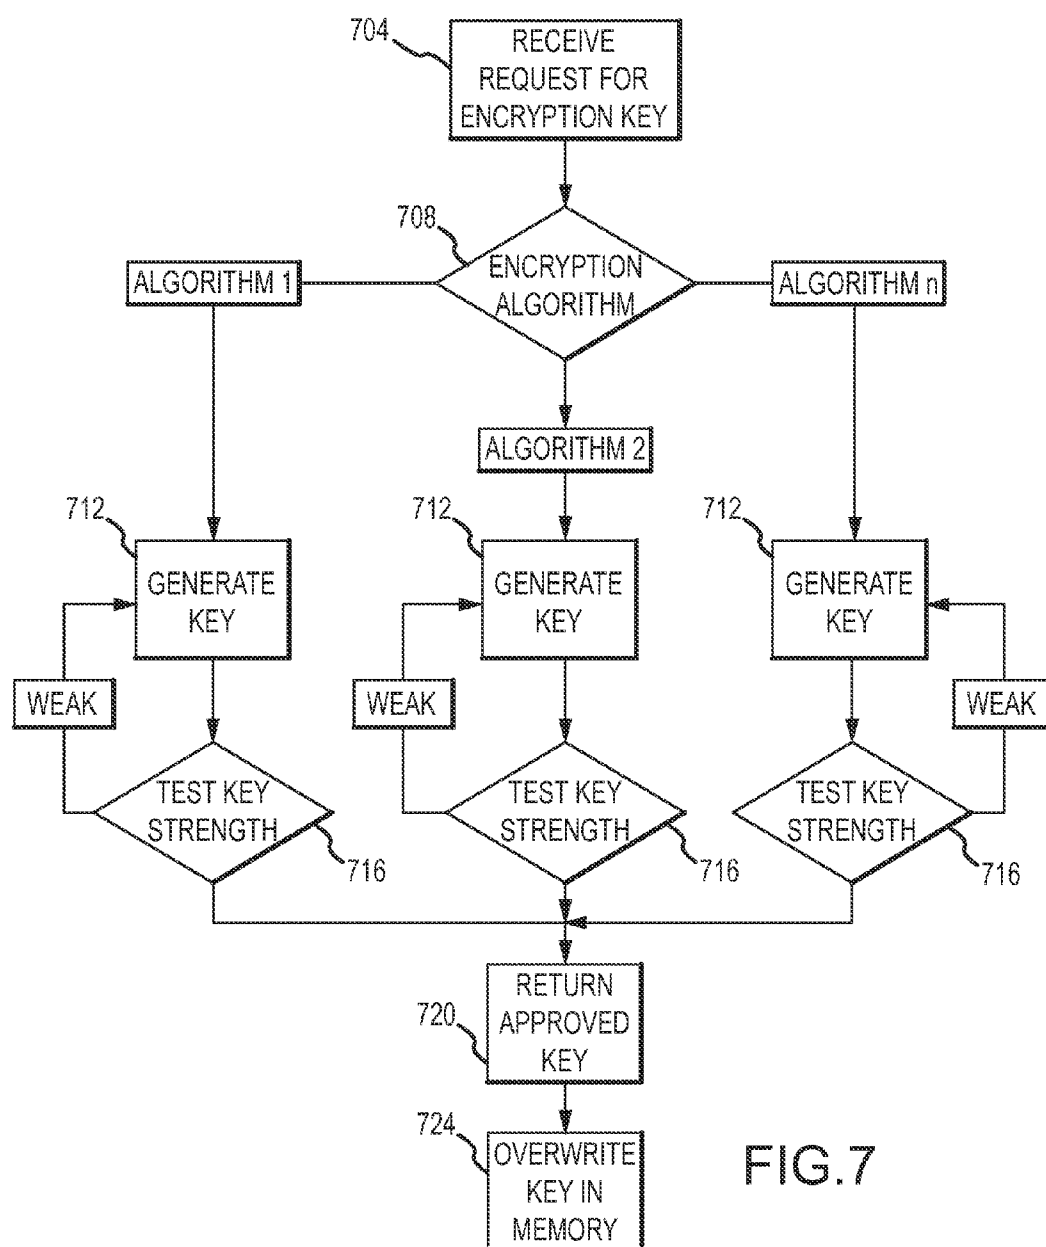 704
RECEIVE
REQUEST FOR
ENCRYPTION KEY
708
ENCRYPTION
ALGORITHM
ALGORITHM 1
ALGORITHM n
ALGORITHM 2
712
GENERATE
KEY
712
GENERATE
KEY
712
GENERATE
KEY
WEAK
WEAK
WEAK
TEST KEY
STRENGTH
716
TEST KEY
STRENGTH
716
TEST KEY
STRENGTH
716
720
RETURN
APPROVED
KEY
724
OVERWRITE
KEY IN
MEMORY
FIG.7